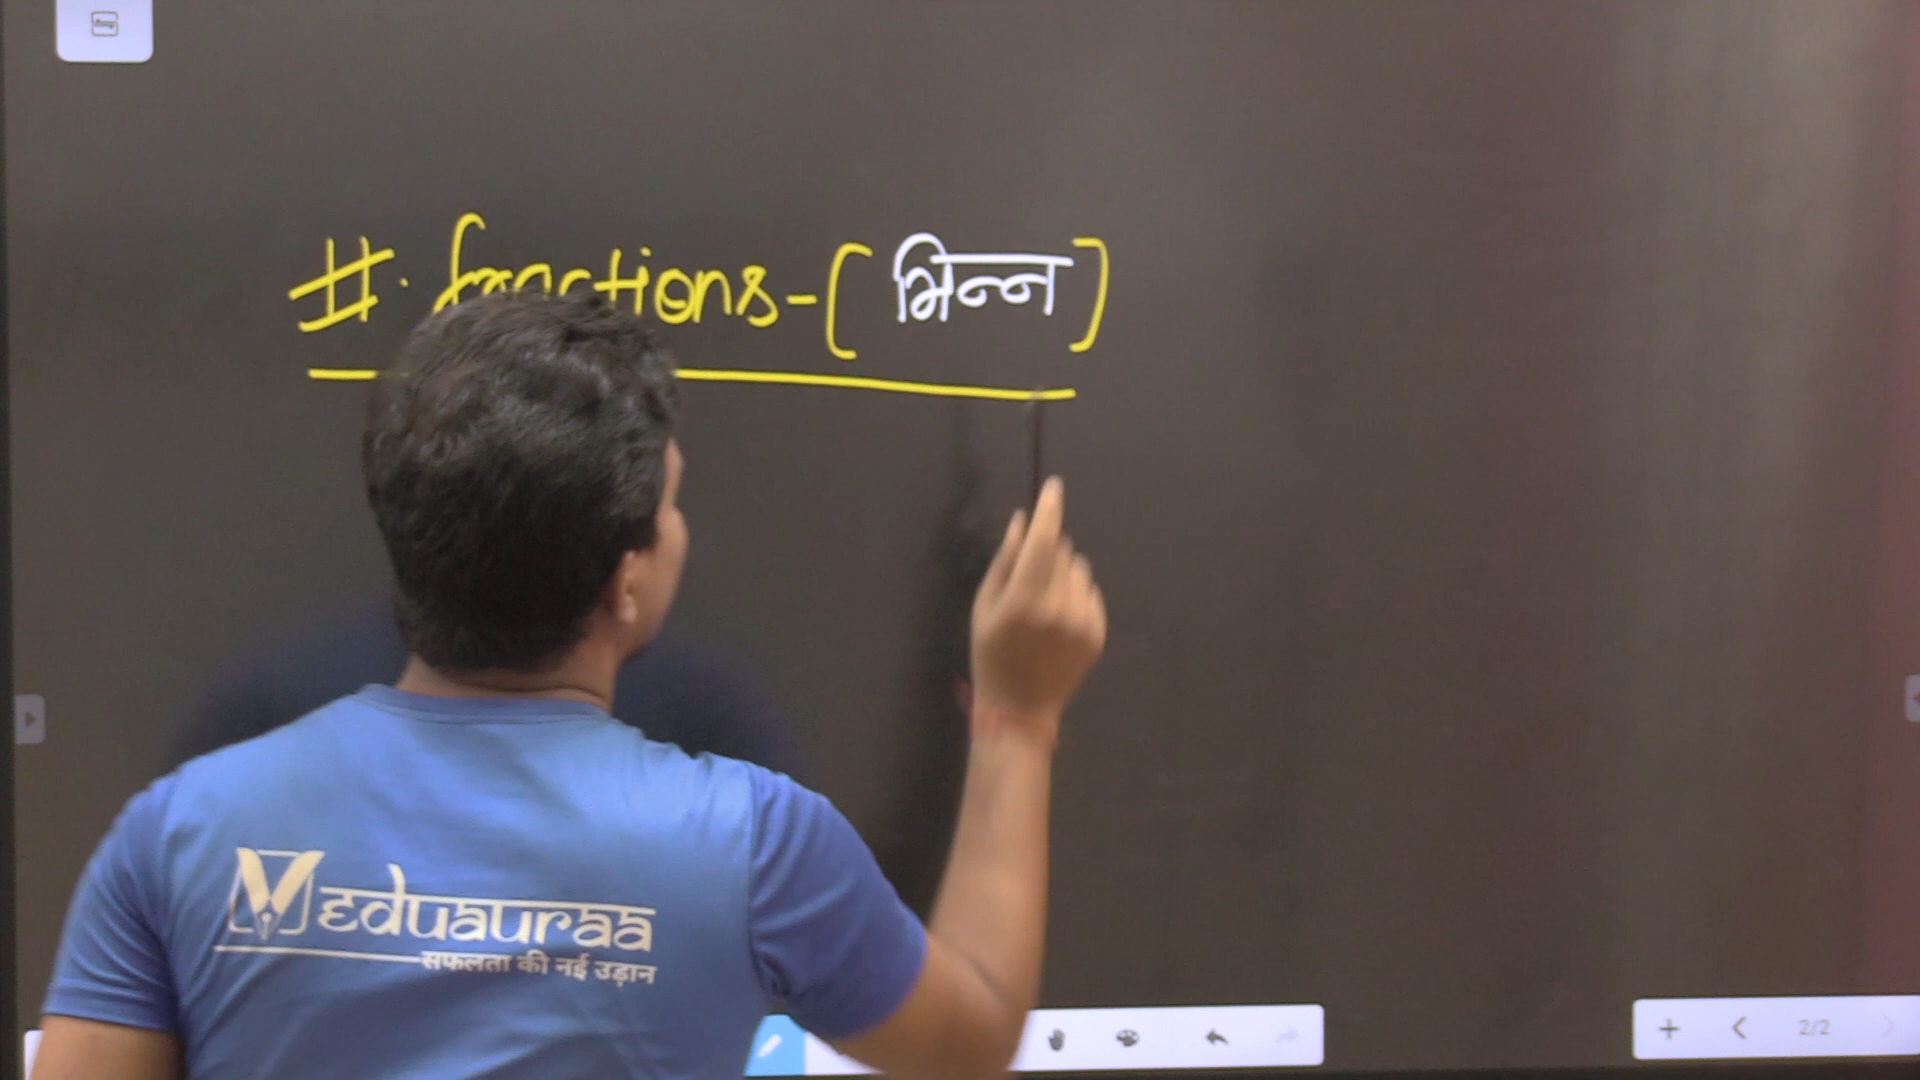 #. fractions-(भिन्न)
eduauraa
सफलता की नई उड़ान
2/2